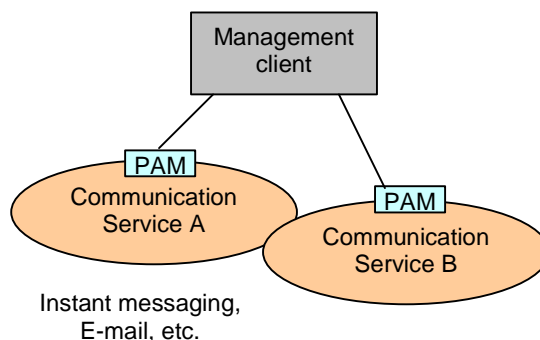 Management
client
PAM
Communication
Service A
PAM
Communication
Service B
Instant messaging,
E-mail, etc.